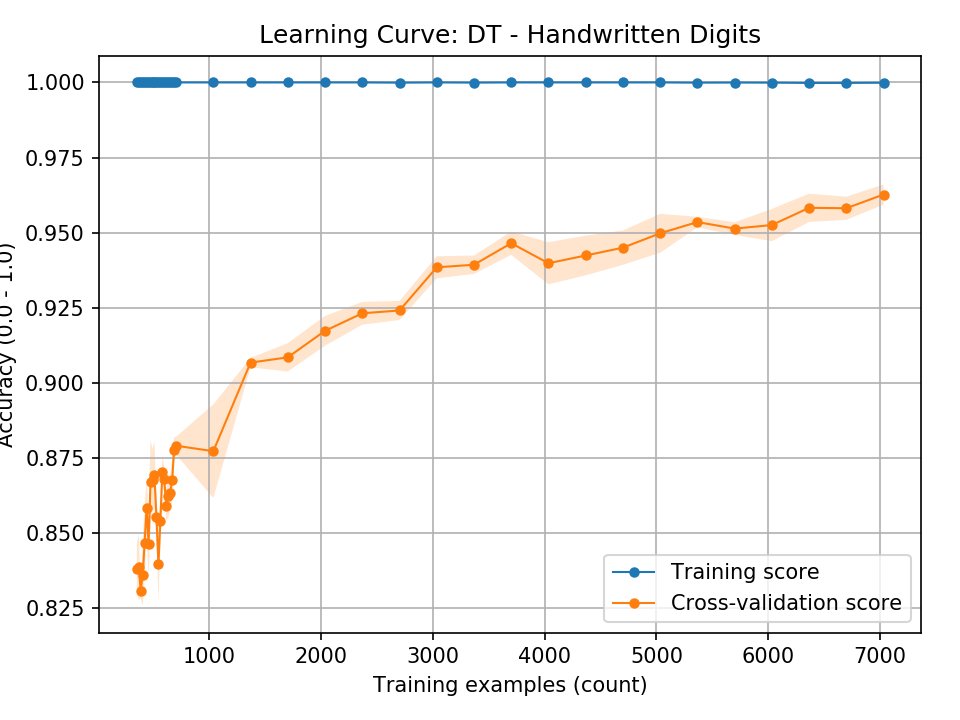 Learning Curve: DT - Handwritten Digits
1.000
0.975
0.950
0.925
0.900
0.875
0.850
0.825
Accuracy (0.0 - 1.0)
Training score
Cross-validation score
1000 2000 3000 4000 5000 6000 7000
Training examples (count)